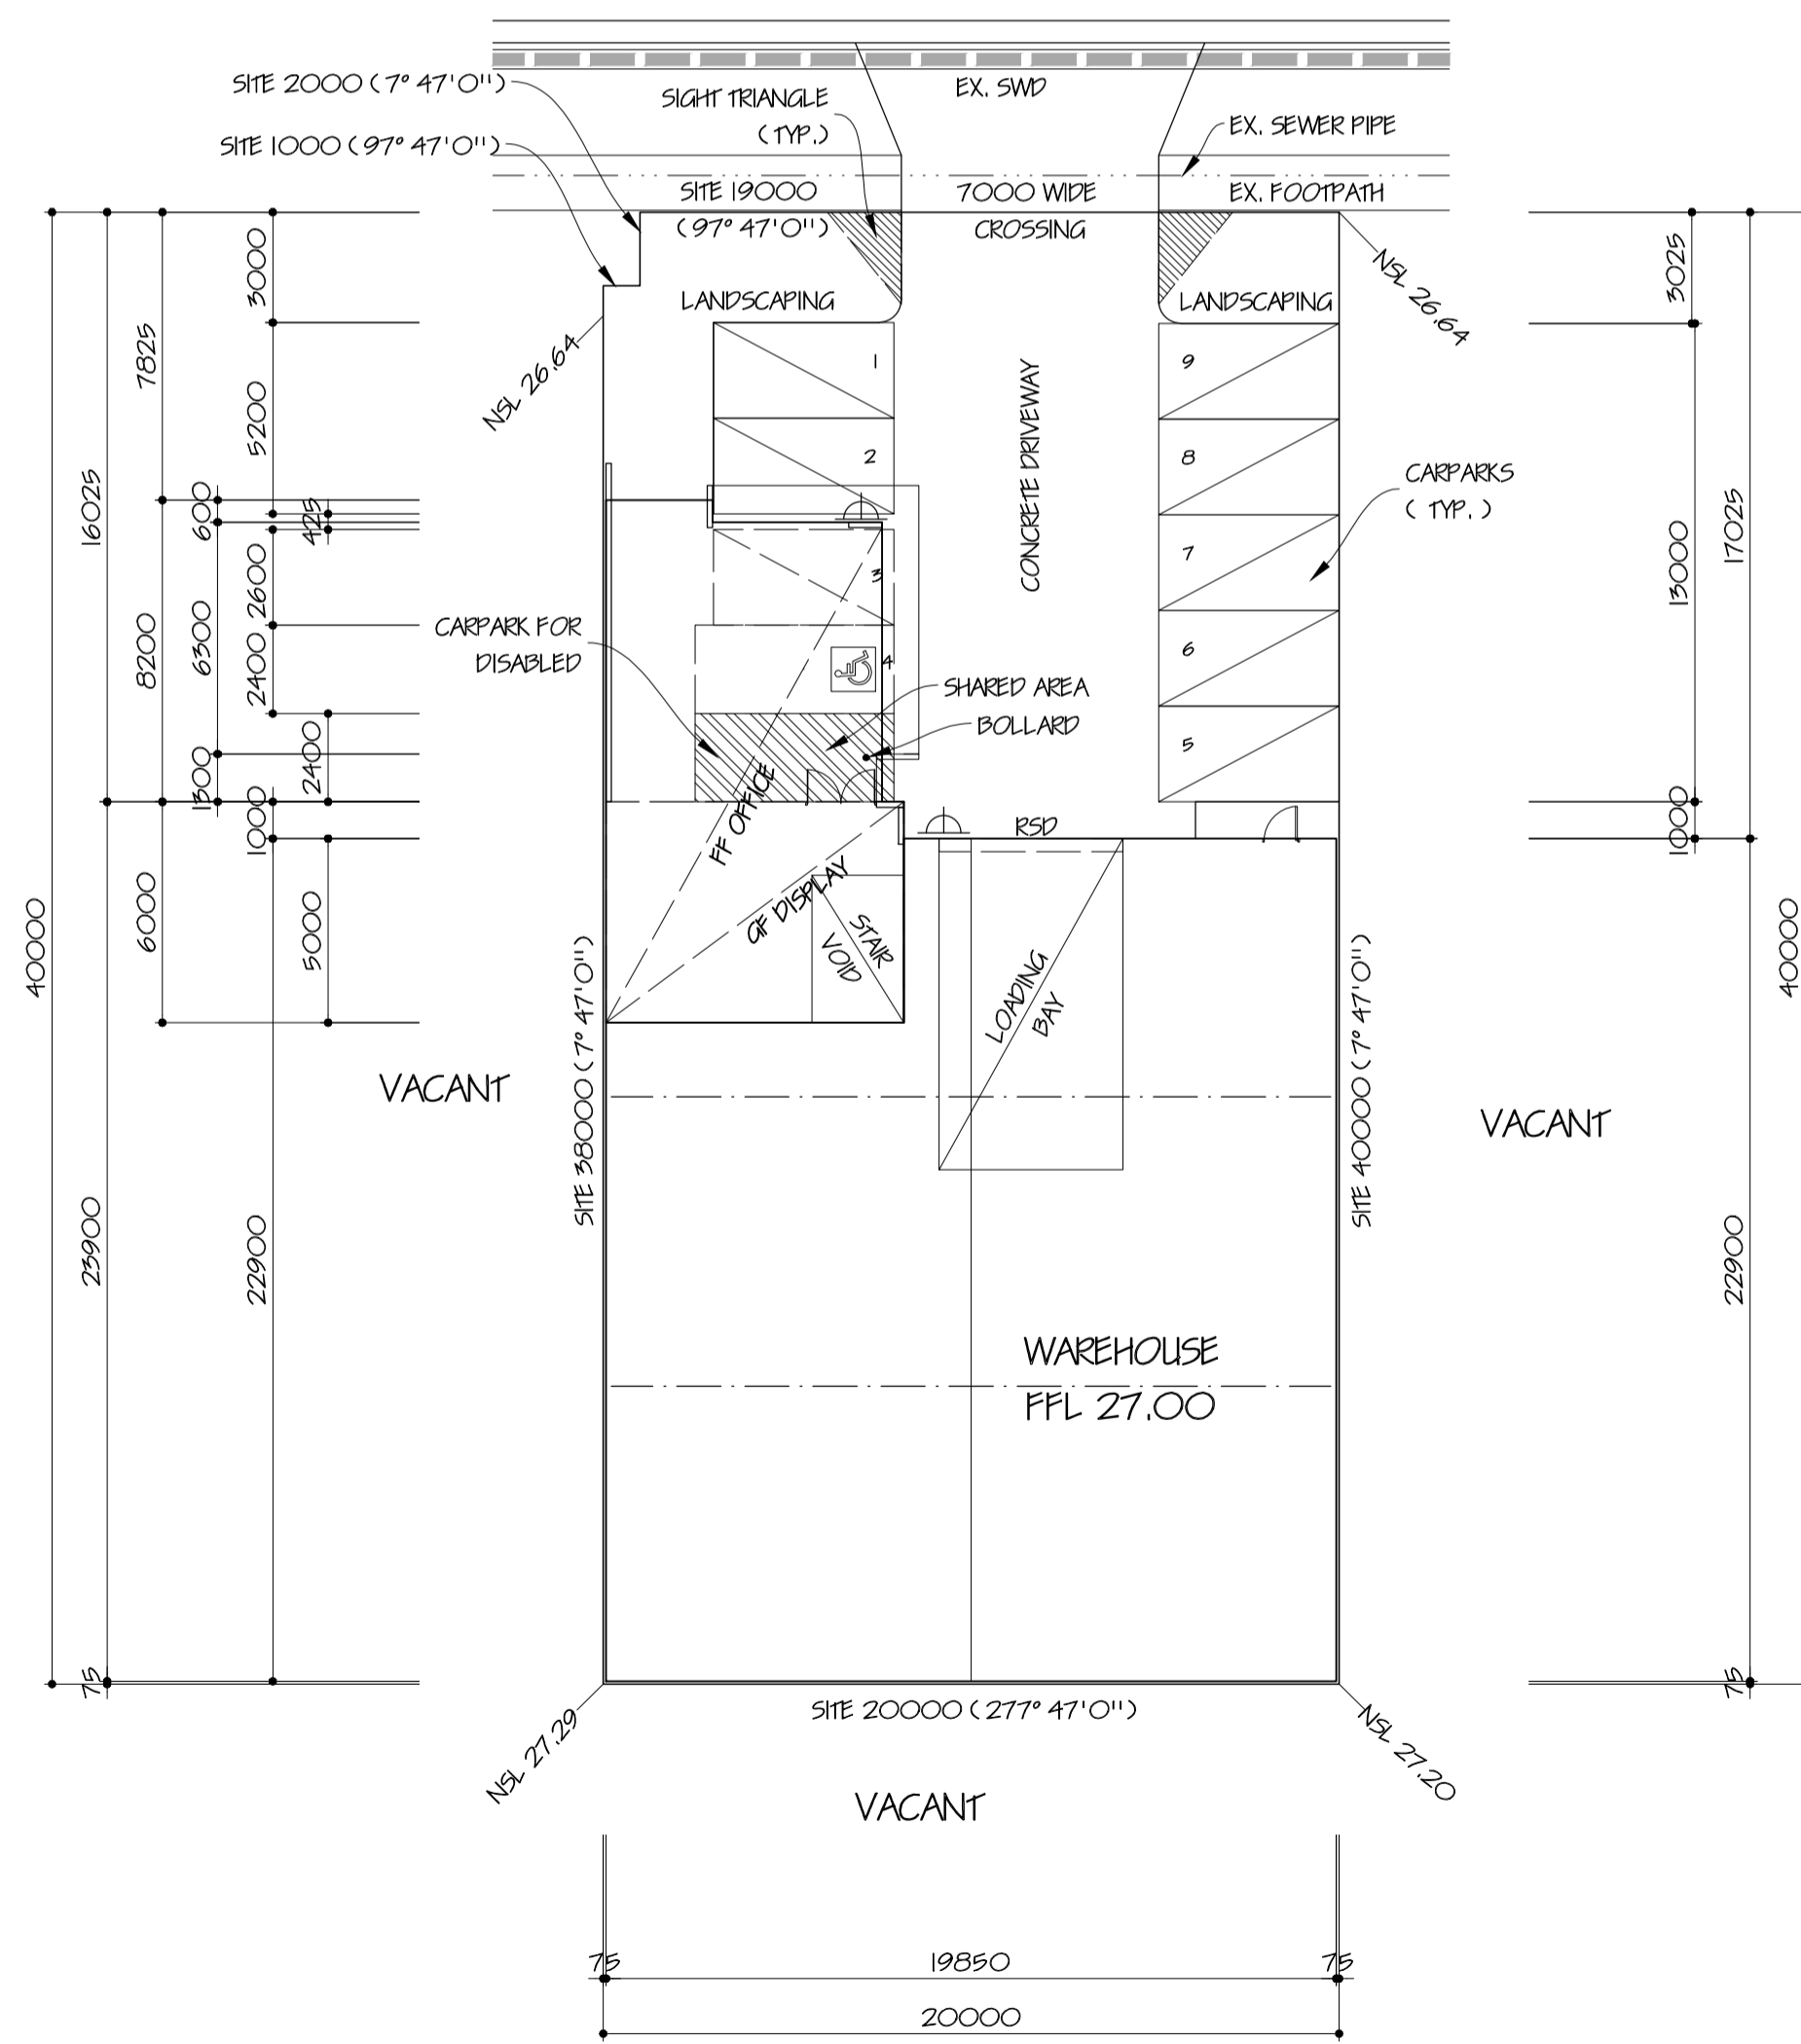 SITE 2000 (7° 47'0'')
SITE 1000 (97° 47'0'')
SIGHT TRIANGLE
(TYP.)
EX. SWD
EX. SEWER PIPE
SITE 19000
(97° 47'0'')
7000 WIDE
CROSSING
EX. FOOTPATH
NSL 26.64
NSL 26.64
LANDSCAPING
LANDSCAPING
CONCRETE DRIVEWAY
1
2
3
4
9
8
7
6
5
CARPARKS
( TYP. )
CARPARK FOR
DISABLED
SHARED AREA
BOLLARD
FF OFFICE
GF DISPLAY
STAIR
VOID
RSD
LOADING
BAY
VACANT
VACANT
SITE 38000 (7° 47'0'')
SITE 40000 (7° 47'0'')
WAREHOUSE
FFL 27.00
SITE 20000 (277° 47'0'')
NSL 27.29
NSL 27.20
VACANT
40000
16025
23900
75
7825
8200
6000
600
6300
1300
3000
5200
2600
2400
1000
22900
425
2400
5000
3025
13000
1000
17025
22900
75
40000
75
19850
75
20000